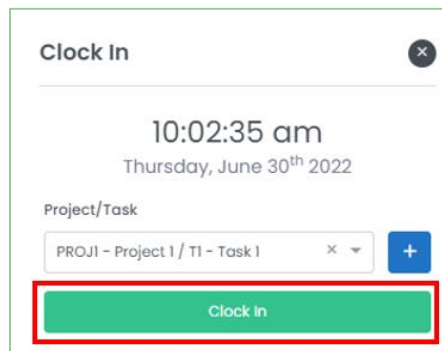 Clock In
10:02:35 am
Thursday, June 30th 2022
Project/Task
PROJ1 - Project 1 / T1 - Task 1
Clock In